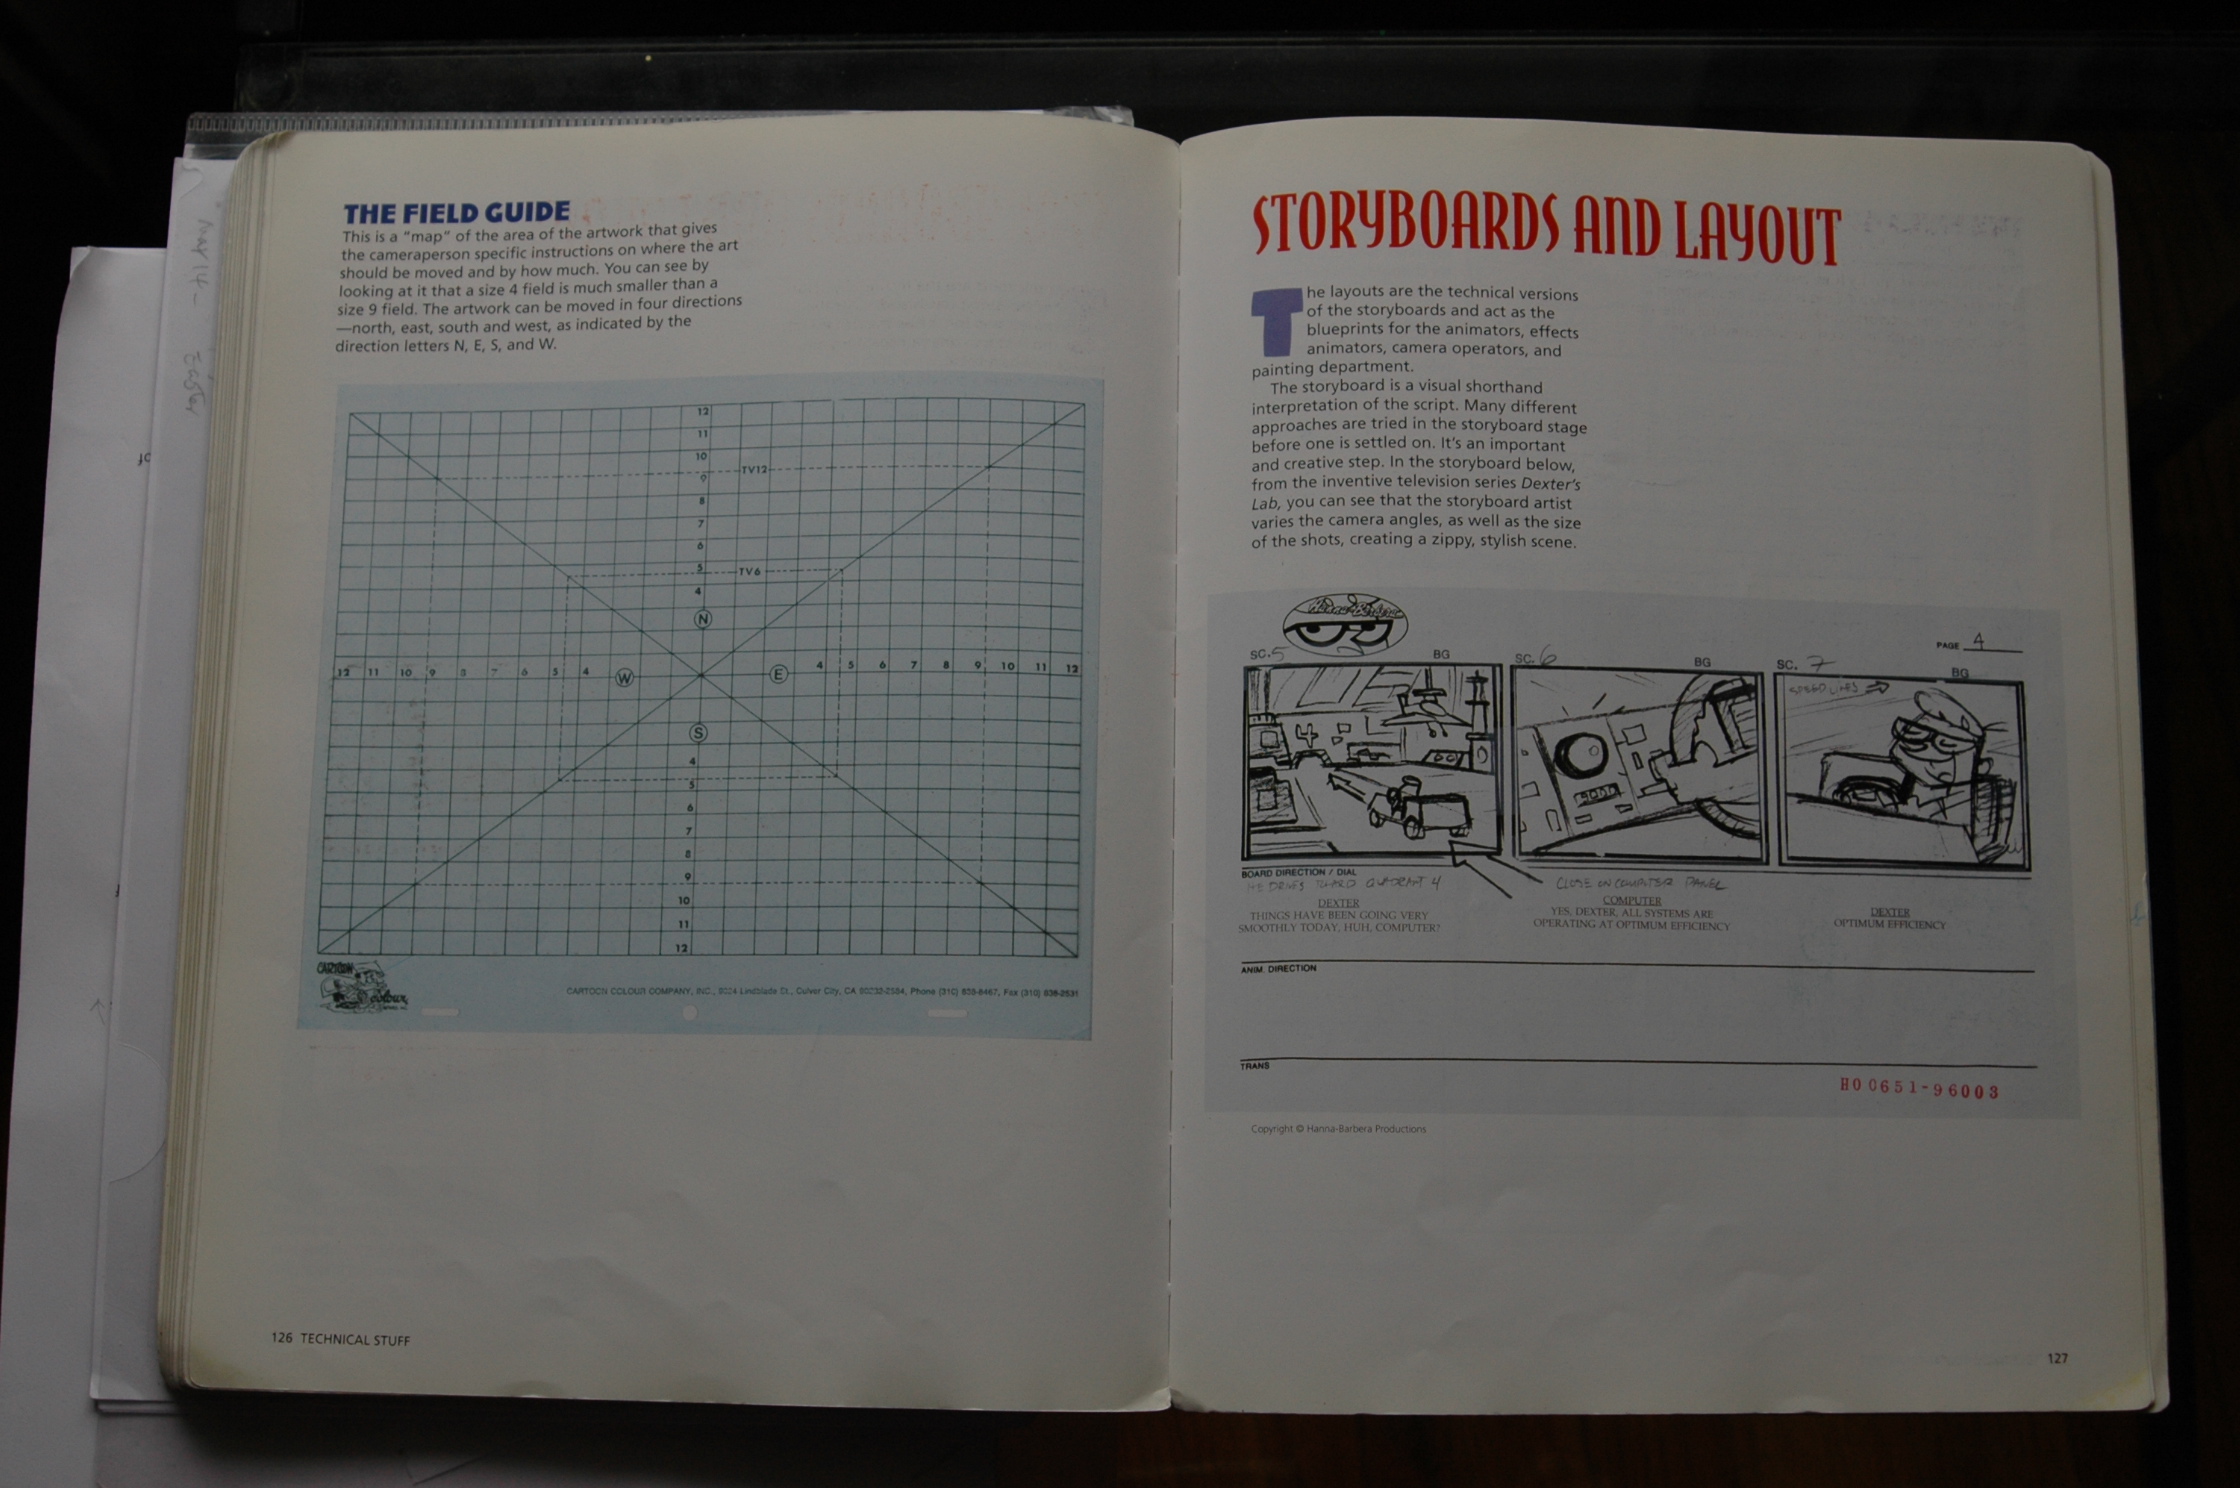 THE FIELD GUIDE
This is a “map” of the area of the artwork that gives
the cameraperson specific instructions on where the art
should be moved and by how much. You can see by
looking at it that a size 4 field is much smaller than a
size 9 field. The artwork can be moved in four directions
—north, east, south and west, as indicated by the
direction letters N, E, S, and W.
12
11
10
TV12
9
8
7
6
5
TV6
4
N
12 11 10 9 8 7 6 5 4 W E 4 5 6 7 8 9 10 11 12
S
4
5
6
7
8
9
10
11
12
CARTOON
Colour
CARTOON COLOUR COMPANY, INC., 9024 Lindblade St., Culver City, CA 90232-2584, Phone (310) 838-8467, Fax (310) 838-2531
126 TECHNICAL STUFF
STORYBOARDS AND LAYOUT
The layouts are the technical versions
of the storyboards and act as the
blueprints for the animators, effects
animators, camera operators, and
painting department.
The storyboard is a visual shorthand
interpretation of the script. Many different
approaches are tried in the storyboard stage
before one is settled on. It’s an important
and creative step. In the storyboard below,
from the inventive television series Dexter’s
Lab, you can see that the storyboard artist
varies the camera angles, as well as the size
of the shots, creating a zippy, stylish scene.
Hanna-Barbera
PAGE 4
SC. 5 BG
SC. 6 BG
SC. 7 BG
4
SPEED LINES
BOARD DIRECTION / DIAL
HE DRIVES TOWARD QUADRANT 4
DEXTER
THINGS HAVE BEEN GOING VERY
SMOOTHLY TODAY, HUH, COMPUTER?
CLOSE ON COMPUTER PANEL
COMPUTER
YES, DEXTER, ALL SYSTEMS ARE
OPERATING AT OPTIMUM EFFICIENCY
DEXTER
OPTIMUM EFFICIENCY
ANIM. DIRECTION
TRANS
H0 0651-96003
Copyright © Hanna-Barbera Productions
127
May 14 -
Easter